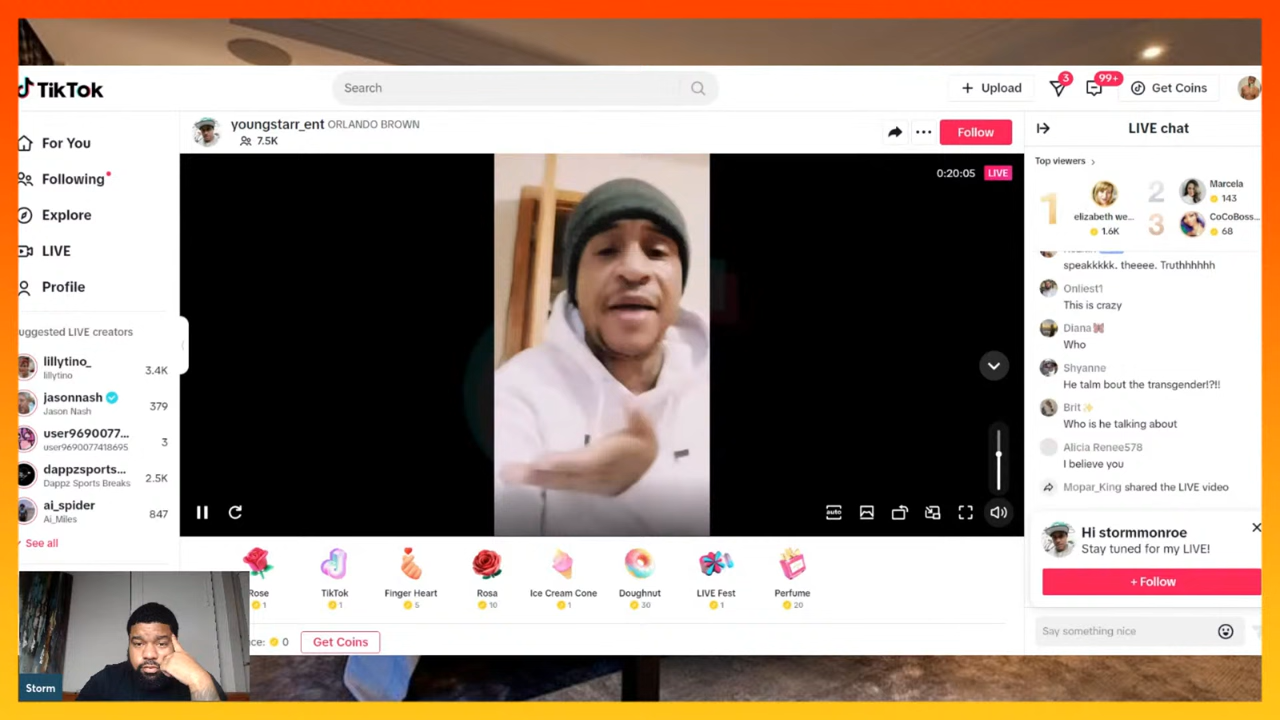 TikTok
Search
Upload
3
99+
Get Coins
For You
Following
Explore
LIVE
Profile
uggested LIVE creators
lillytino_
lillytino
3.4K
jasonnash
Jason Nash
379
user9690077...
user9690077418695
3
dappzsports...
Dappz Sports Breaks
2.5K
ai_spider
Ai_Miles
847
See all
youngstarr_ent ORLANDO BROWN
7.5K
Follow
0:20:05 LIVE
auto
Rose
1
TikTok
1
Finger Heart
5
Rosa
10
Ice Cream Cone
1
Doughnut
30
LIVE Fest
1
Perfume
20
ce: 0
Get Coins
LIVE chat
Top viewers
1
elizabeth we...
1.6K
2
Marcela
143
3
CoCoBoss...
68
speakkkkk. theeee. Truthhhhhh
Onliest1
This is crazy
Diana
Who
Shyanne
He talm bout the transgender!?!!
Brit
Who is he talking about
Alicia Renee578
I believe you
Mopar_King shared the LIVE video
Hi stormmonroe
Stay tuned for my LIVE!
+ Follow
Say something nice
Storm